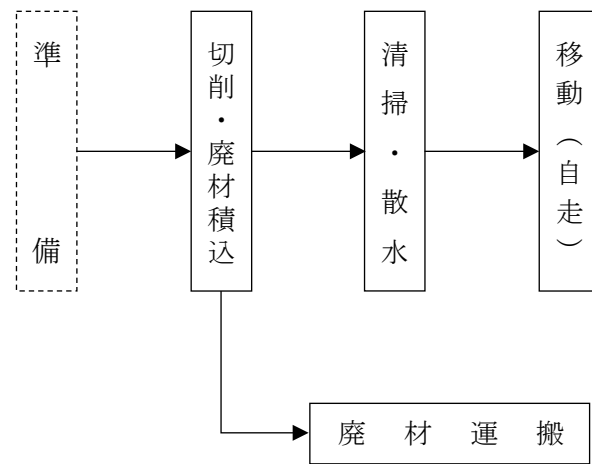 準備
切削・廃材積込
清掃・散水
移動（自走）
廃材運搬